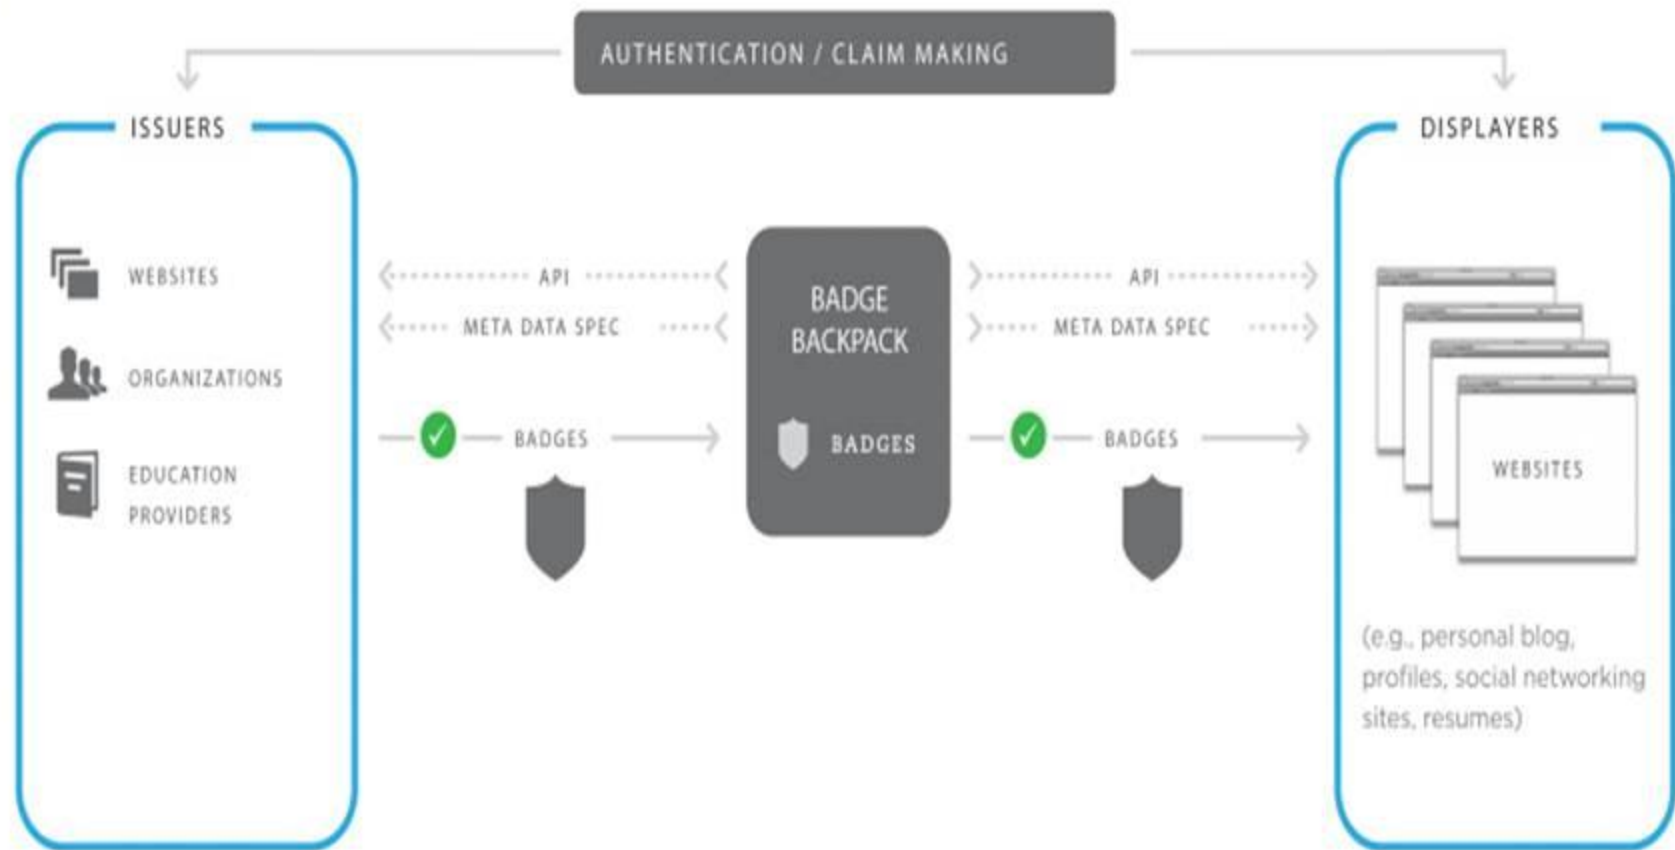 AUTHENTICATION / CLAIM MAKING
ISSUERS
WEBSITES
ORGANIZATIONS
EDUCATION
PROVIDERS
API
META DATA SPEC
BADGES
BADGE
BACKPACK
BADGES
API
META DATA SPEC
BADGES
DISPLAYERS
WEBSITES
(e.g., personal blog,
profiles, social networking
sites, resumes)